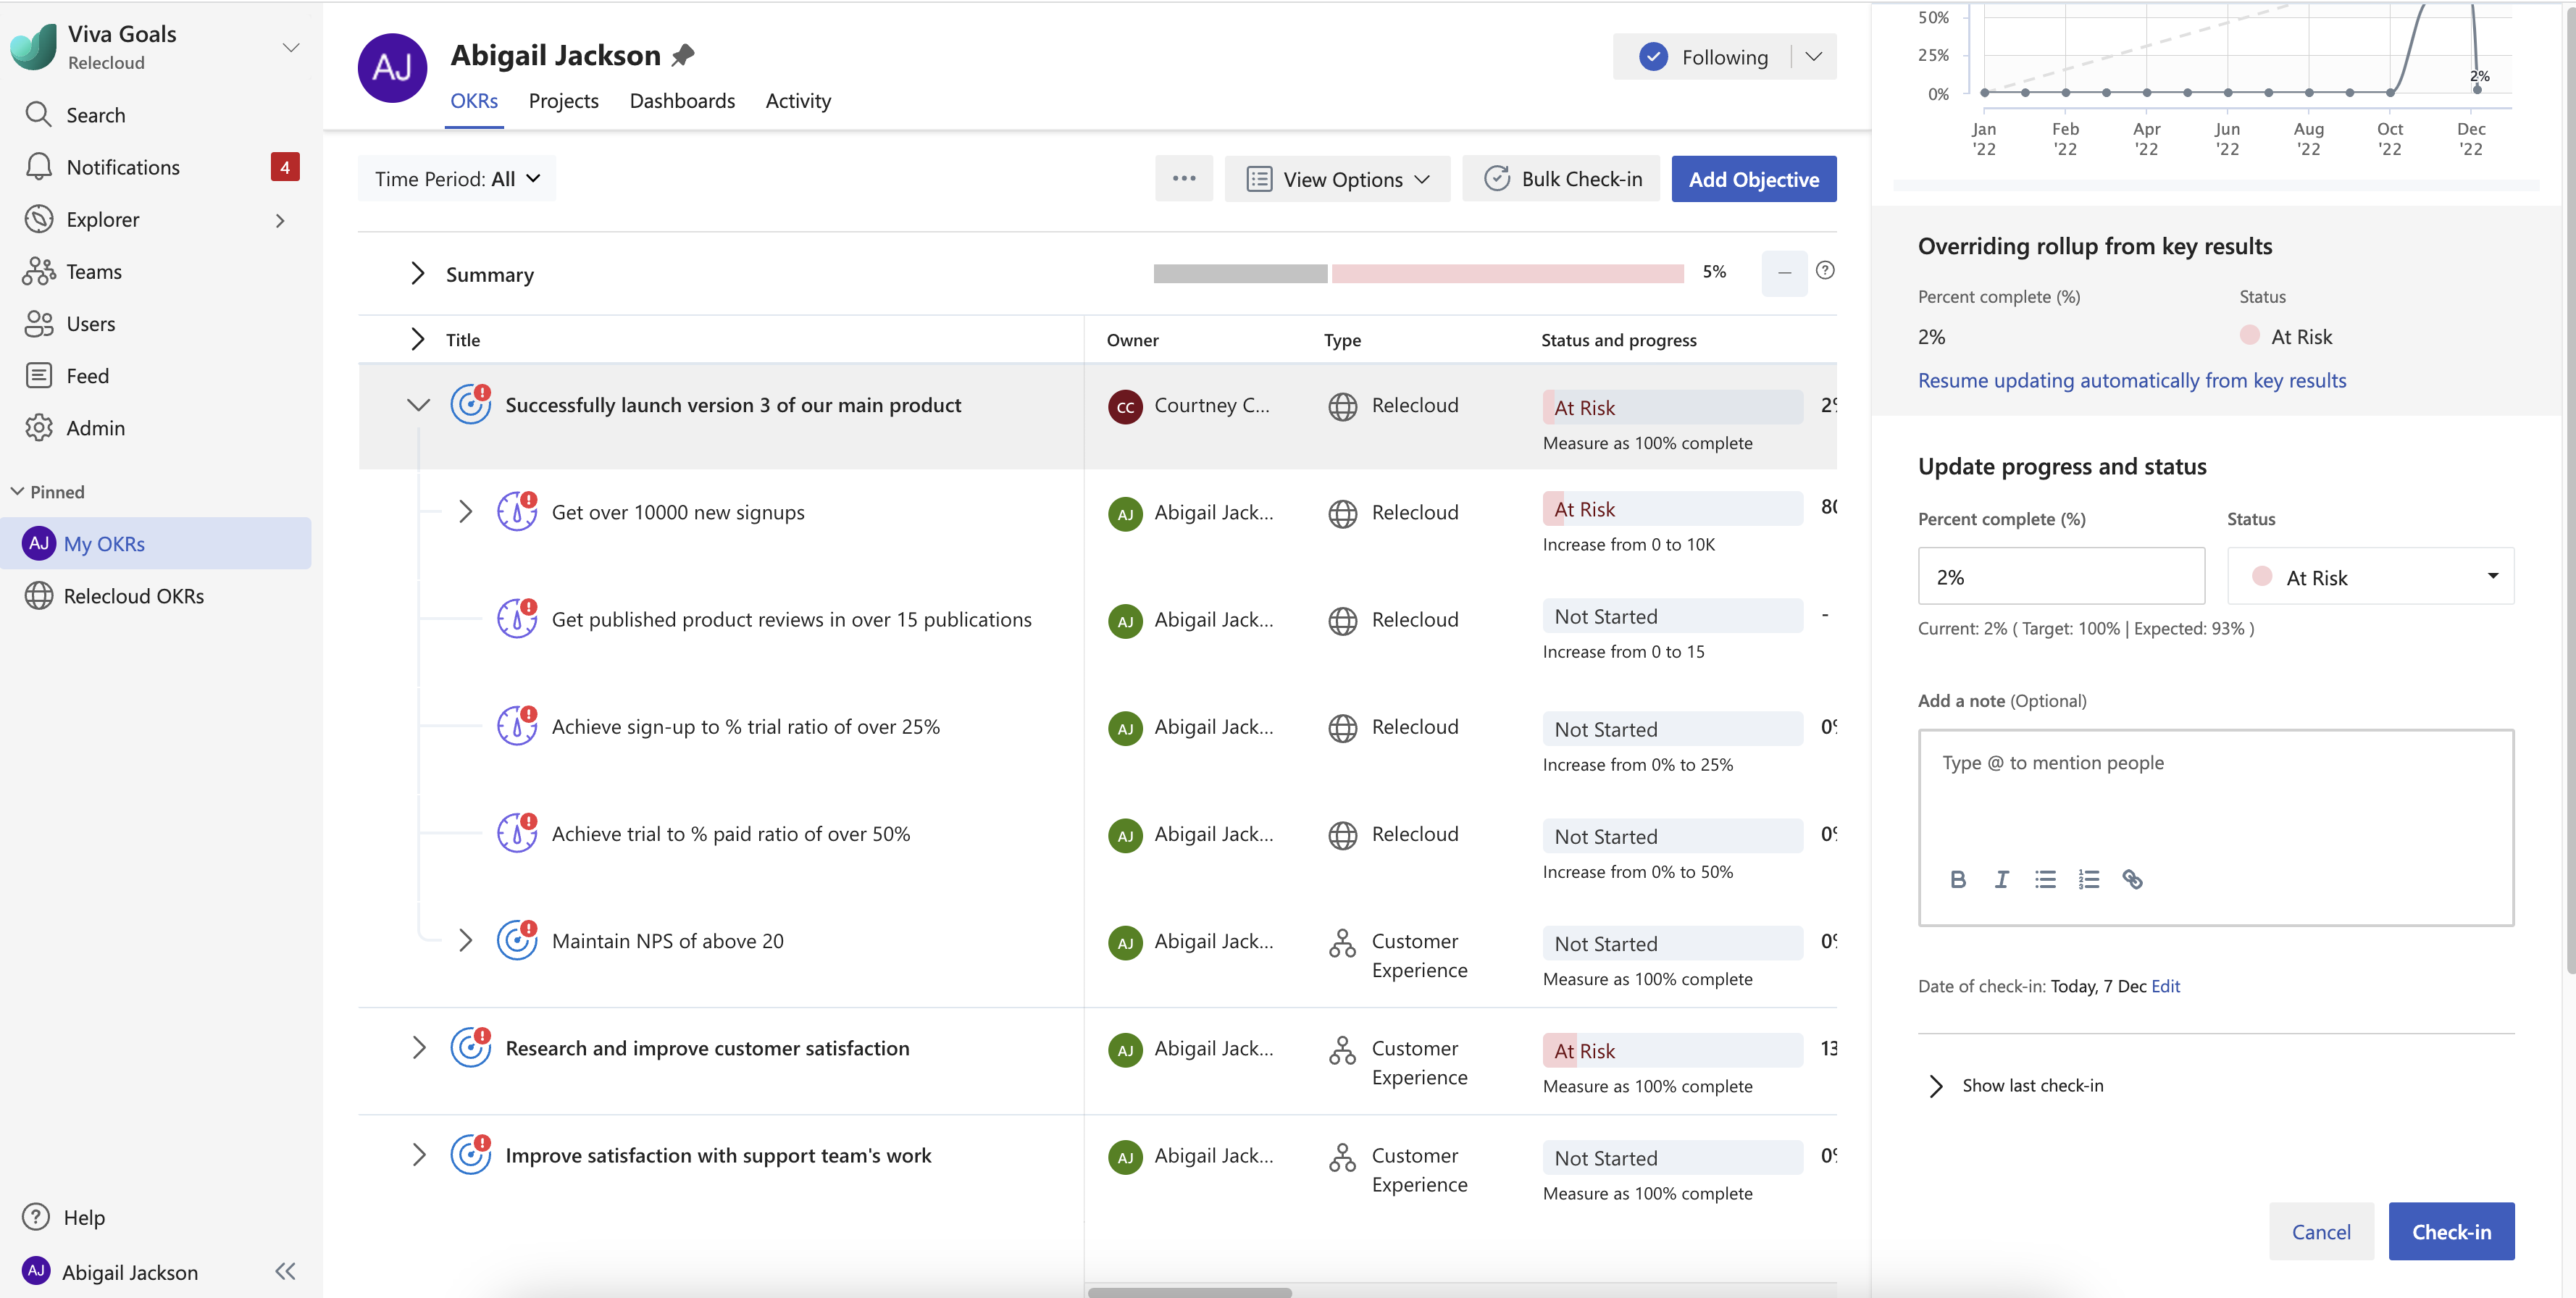 Viva Goals
Relecloud
Search
Notifications 4
Explorer
Teams
Users
Feed
Admin
Pinned
AJ My OKRs
Relecloud OKRs
Help
AJ Abigail Jackson
AJ
Abigail Jackson
OKRs Projects Dashboards Activity
Following
Time Period: All
View Options
Bulk Check-in
Add Objective
Summary 5%
Title Owner Type Status and progress
Successfully launch version 3 of our main product CC Courtney C... Relecloud At Risk 2%
Measure as 100% complete
Get over 10000 new signups AJ Abigail Jack... Relecloud At Risk 80
Increase from 0 to 10K
Get published product reviews in over 15 publications AJ Abigail Jack... Relecloud Not Started -
Increase from 0 to 15
Achieve sign-up to % trial ratio of over 25% AJ Abigail Jack... Relecloud Not Started 0%
Increase from 0% to 25%
Achieve trial to % paid ratio of over 50% AJ Abigail Jack... Relecloud Not Started 0%
Increase from 0% to 50%
Maintain NPS of above 20 AJ Abigail Jack... Customer Experience Not Started 0%
Measure as 100% complete
Research and improve customer satisfaction AJ Abigail Jack... Customer Experience At Risk 13
Measure as 100% complete
Improve satisfaction with support team's work AJ Abigail Jack... Customer Experience Not Started 0%
Measure as 100% complete
50%
25%
0%
2%
Jan '22 Feb '22 Apr '22 Jun '22 Aug '22 Oct '22 Dec '22
Overriding rollup from key results
Percent complete (%) Status
2% At Risk
Resume updating automatically from key results
Update progress and status
Percent complete (%) Status
2% At Risk
Current: 2% ( Target: 100% | Expected: 93% )
Add a note (Optional)
Type @ to mention people
B I
Date of check-in: Today, 7 Dec Edit
Show last check-in
Cancel Check-in